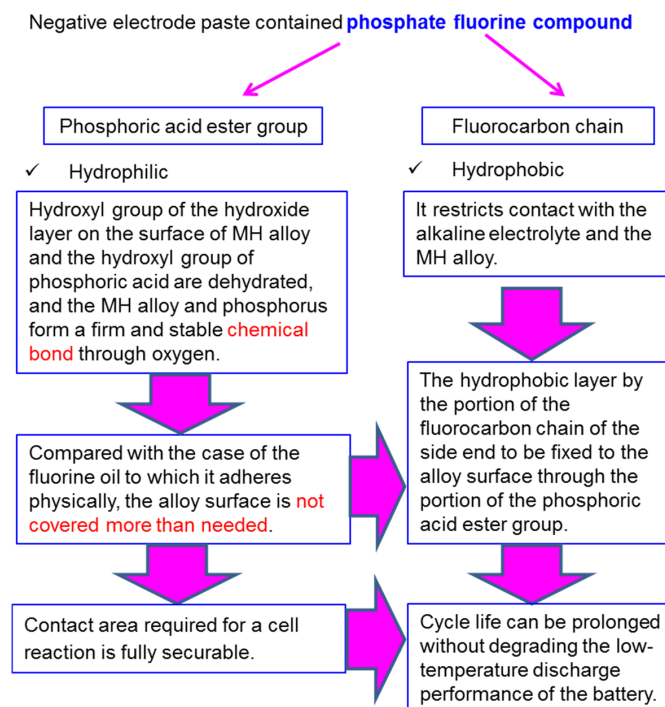 Negative electrode paste contained phosphate fluorine compound
Phosphoric acid ester group
✓ Hydrophilic
Hydroxyl group of the hydroxide
layer on the surface of MH alloy
and the hydroxyl group of
phosphoric acid are dehydrated,
and the MH alloy and phosphorus
form a firm and stable chemical
bond through oxygen.
Compared with the case of the
fluorine oil to which it adheres
physically, the alloy surface is not
covered more than needed.
Contact area required for a cell
reaction is fully securable.
Fluorocarbon chain
✓ Hydrophobic
It restricts contact with the
alkaline electrolyte and the
MH alloy.
The hydrophobic layer by
the portion of the
fluorocarbon chain of the
side end to be fixed to the
alloy surface through the
portion of the phosphoric
acid ester group.
Cycle life can be prolonged
without degrading the low-
temperature discharge
performance of the battery.